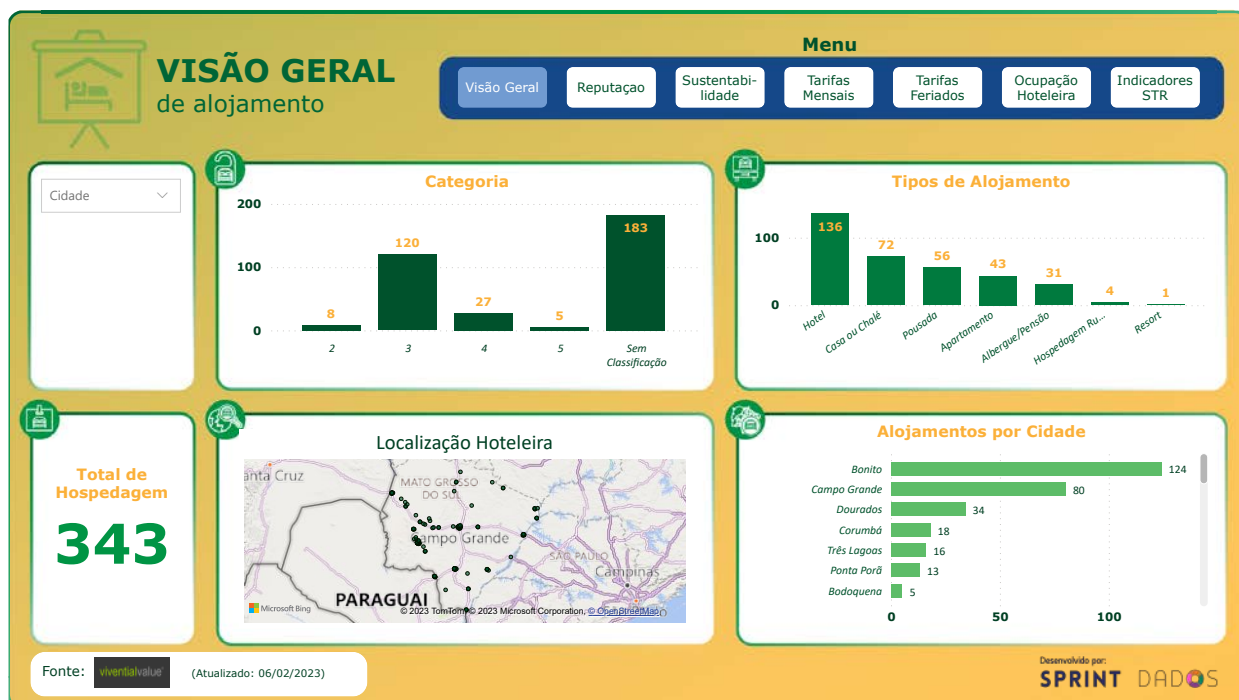 VISÃO GERAL
de alojamento
Menu
Visão Geral
Reputaçao
Sustentabi-
lidade
Tarifas
Mensais
Tarifas
Feriados
Ocupação
Hoteleira
Indicadores
STR
Cidade
Categoria
200
100
0
8
120
27
5
183
2
3
4
5
Sem
Classificação
Tipos de Alojamento
100
0
136
72
56
43
31
4
1
Hotel
Casa ou Chalé
Pousada
Apartamento
Albergue/Pensão
Hospedagem Ru...
Resort
Total de
Hospedagem
343
Localização Hoteleira
anta Cruz
MATO GROSSO
DO SUL
Campo Grande
SÃO PAULO
Campinas
PARAGUAI
Microsoft Bing
© 2023 TomTom, © 2023 Microsoft Corporation, © OpenStreetMap
Alojamentos por Cidade
Bonito 124
Campo Grande 80
Dourados 34
Corumbá 18
Três Lagoas 16
Ponta Porã 13
Bodoquena 5
0 50 100
Fonte:
vivential value
(Atualizado: 06/02/2023)
Desenvolvido por:
SPRINT DADOS